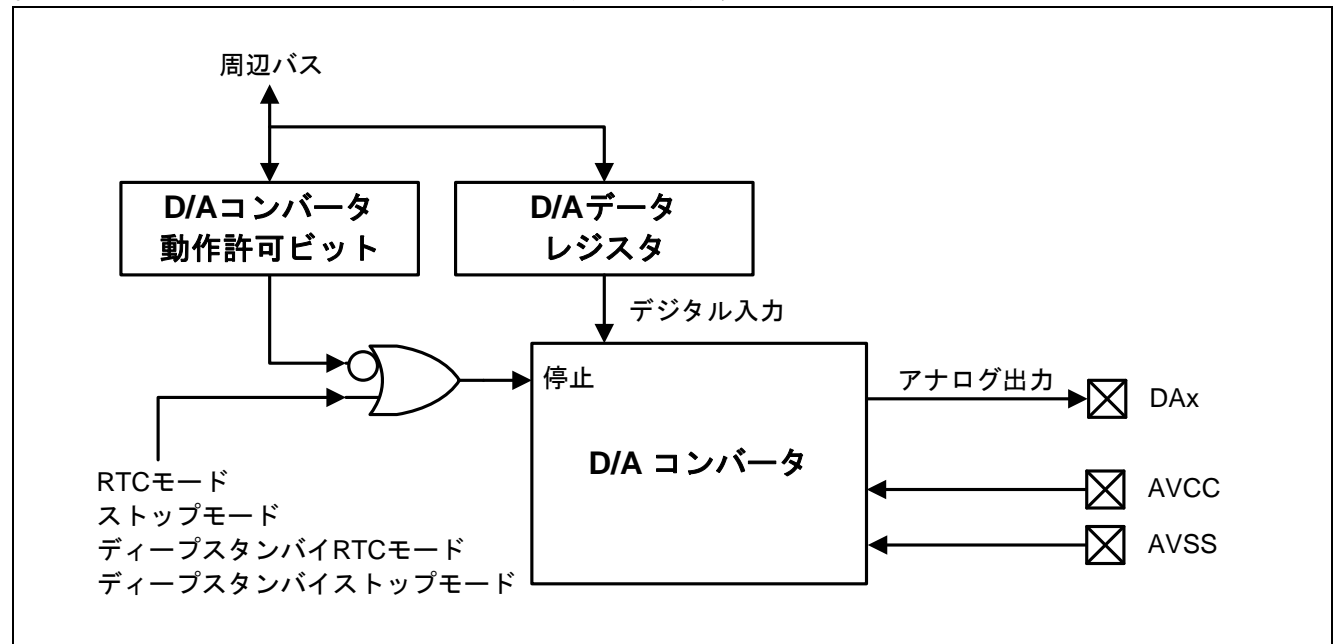 周辺バス
D/Aコンバータ
動作許可ビット
D/Aデータ
レジスタ
デジタル入力
停止
アナログ出力
DAx
D/A コンバータ
AVCC
AVSS
RTCモード
ストップモード
ディープスタンバイRTCモード
ディープスタンバイストップモード